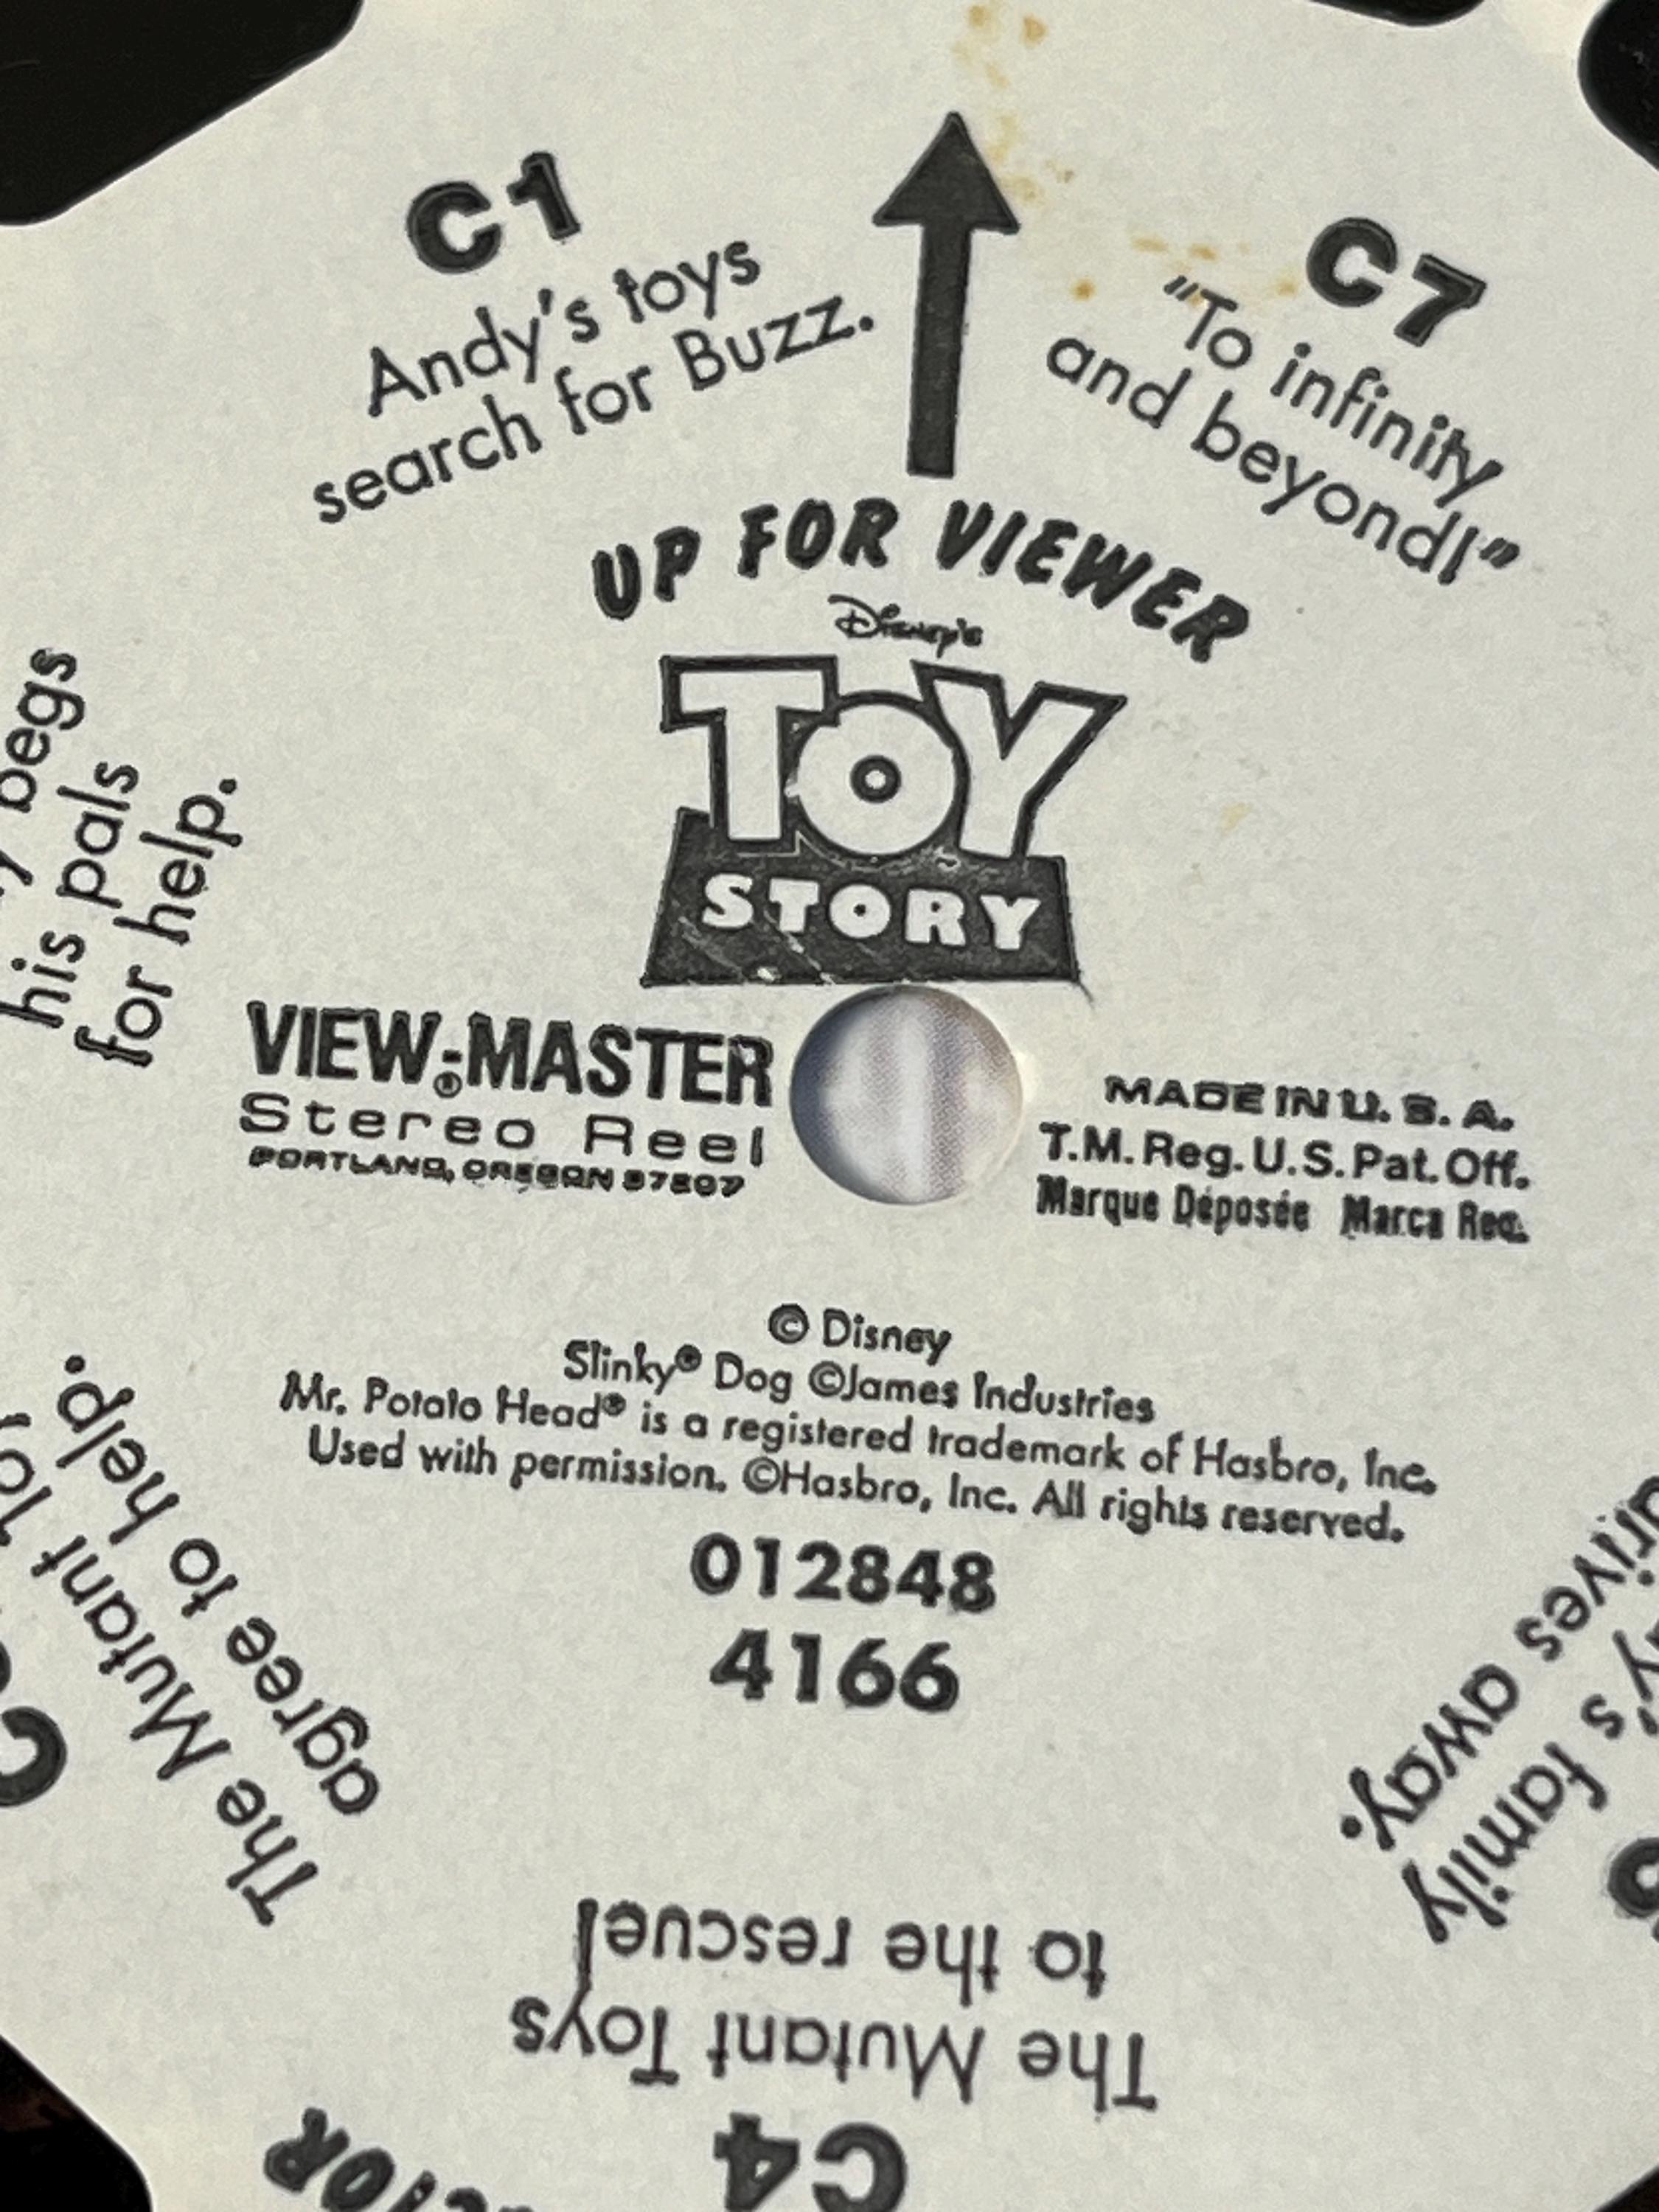 C1
Andy's toys
search for Buzz.
C7
"To infinity
and beyond!"
UP FOR VIEWER
Disney's
TOY
STORY
begs
his pals
for help.
VIEW-MASTER®
Stereo Reel
PORTLAND, OREGON 97207
MADE IN U.S.A.
T.M. Reg. U.S. Pat. Off.
Marque Déposée Marca Reg.
© Disney
Slinky® Dog ©James Industries
Mr. Potato Head® is a registered trademark of Hasbro, Inc.
Used with permission. ©Hasbro, Inc. All rights reserved.
012848
4166
The Mutant
agree to help.
family
away.
C4
The Mutant Toys
to the rescue!